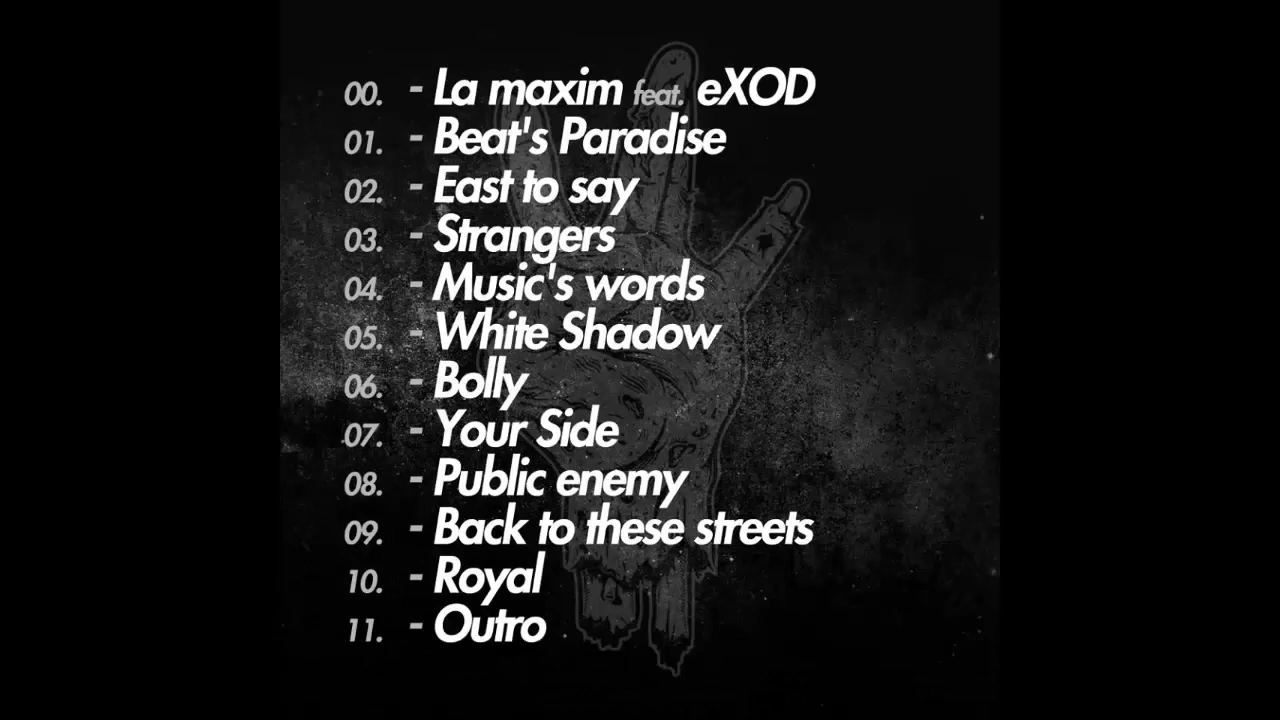 00. - La maxim feat. eXOD
01. - Beat's Paradise
02. - East to say
03. - Strangers
04. - Music's words
05. - White Shadow
06. - Bolly
07. - Your Side
08. - Public enemy
09. - Back to these streets
10. - Royal
11. - Outro